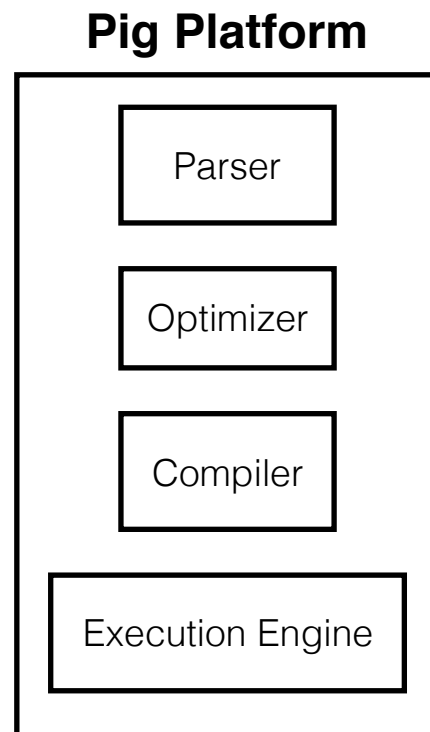 Pig Platform
Parser
Optimizer
Compiler
Execution Engine